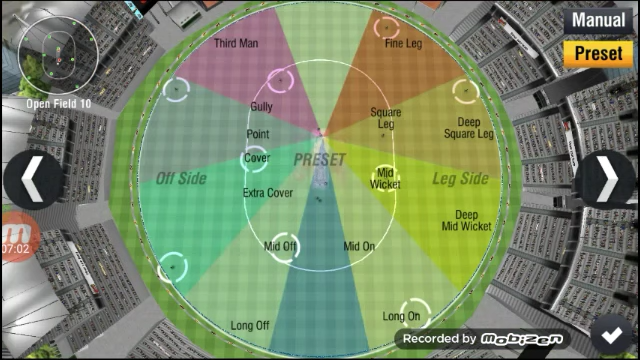 Manual
Preset
Open Field 10
Third Man
Fine Leg
Gully
Square
Leg
Deep
Square Leg
Point
Cover
PRESET
Off Side
Mid
Wicket
Leg Side
Extra Cover
Deep
Mid Wicket
Mid Off
Mid On
Long Off
Long On
07:02
Recorded by mobizen